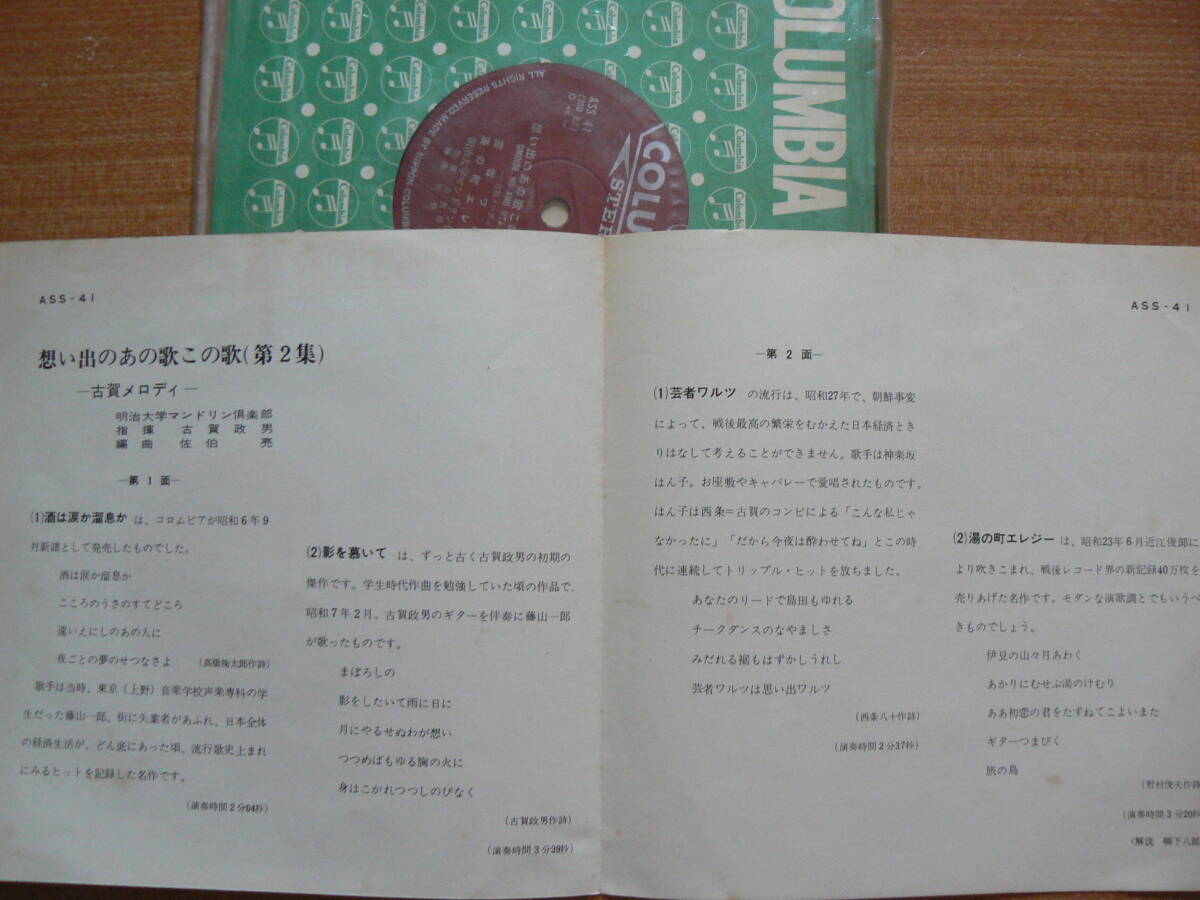 COLUMBIA
ALL RIGHTS RESERVED. MADE BY NIPPON COLUMBIA
ASS 41
STE
ASS-41
想い出のあの歌この歌(第2集)
―古賀メロディ―
明治大学マンドリン倶楽部
指揮 古賀政男
編曲 佐伯亮
―第1面―
(1)酒は涙か溜息か は、コロムビアが昭和6年9
月新譜として発売したものでした。
酒は涙か溜息か
こころのうさのすてどころ
遠いえにしのあの人に
夜ごとの夢のせつなさよ (高橋掬太郎作詩)
歌手は当時、東京(上野)音楽学校声楽専科の学
生だった藤山一郎、街に失業者があふれ、日本全体
の経済生活が、どん底にあった頃、流行歌史上まれ
にみるヒットを記録した名作です。
(演奏時間2分04秒)
(2)影を慕いて は、ずっと古く古賀政男の初期の
傑作です。学生時代作曲を勉強していた頃の作品で、
昭和7年2月、古賀政男のギターを伴奏に藤山一郎
が歌ったものです。
まぼろしの
影をしたいて雨に日に
月にやるせぬわが想い
つつめばもゆる胸の火に
身はこがれつつしのびなく
(古賀政男作詩)
(演奏時間3分39秒)
ASS-41
―第2面―
(1)芸者ワルツ の流行は、昭和27年で、朝鮮事変
によって、戦後最高の繁栄をむかえた日本経済とき
りはなして考えることができません。歌手は神楽坂
はん子。お座敷やキャバレーで愛唱されたものです。
はん子は西条=古賀のコンビによる「こんな私じゃ
なかったに」「だから今夜は酔わせてね」とこの時
代に連続してトリップル・ヒットを放ちました。
あなたのリードで島田もゆれる
チークダンスのなやましさ
みだれる裾もはずかしうれし
芸者ワルツは思い出ワルツ
(西条八十作詩)
(演奏時間2分37秒)
(2)湯の町エレジー は、昭和23年6月近江俊郎に
より吹きこまれ、戦後レコード界の新記録40万枚を
売りあげた名作です。モダンな演歌調とでもいうべ
きものでしょう。
伊豆の山々月あわく
あかりにむせぶ湯のけむり
ああ初恋の君をたずねてこよいまた
ギターつまびく
旅の鳥
(野村俊夫作詩
(演奏時間3分20秒
(解説 柳下八郎